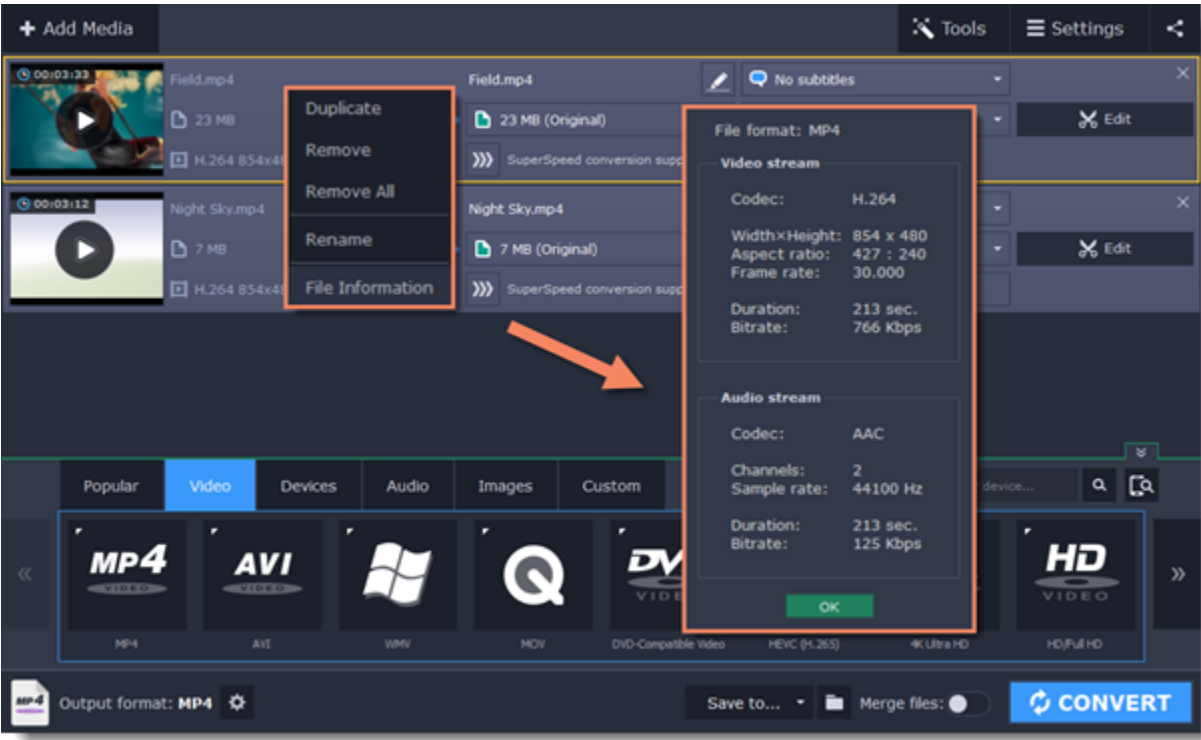 Add Media
Tools
Settings
00:03:33
Field.mp4
23 MB
H.264 854x48
Field.mp4
23 MB (Original)
SuperSpeed conversion supp
No subtitles
Edit
00:03:12
Night Sky.mp4
7 MB
H.264 854x48
Night Sky.mp4
7 MB (Original)
SuperSpeed conversion supp
Edit
Duplicate
Remove
Remove All
Rename
File Information
File format: MP4
Video stream
Codec: H.264
Width×Height: 854 x 480
Aspect ratio: 427 : 240
Frame rate: 30.000
Duration: 213 sec.
Bitrate: 766 Kbps
Audio stream
Codec: AAC
Channels: 2
Sample rate: 44100 Hz
Duration: 213 sec.
Bitrate: 125 Kbps
OK
Popular Video Devices Audio Images Custom
device...
MP4 VIDEO
AVI VIDEO
DV
VIDE
HD VIDEO
MP4 AVI WMV MOV DVD-Compatible Video HEVC (H.265) 4K Ultra HD HD/Full HD
MP4
Output format: MP4
Save to...
Merge files:
CONVERT